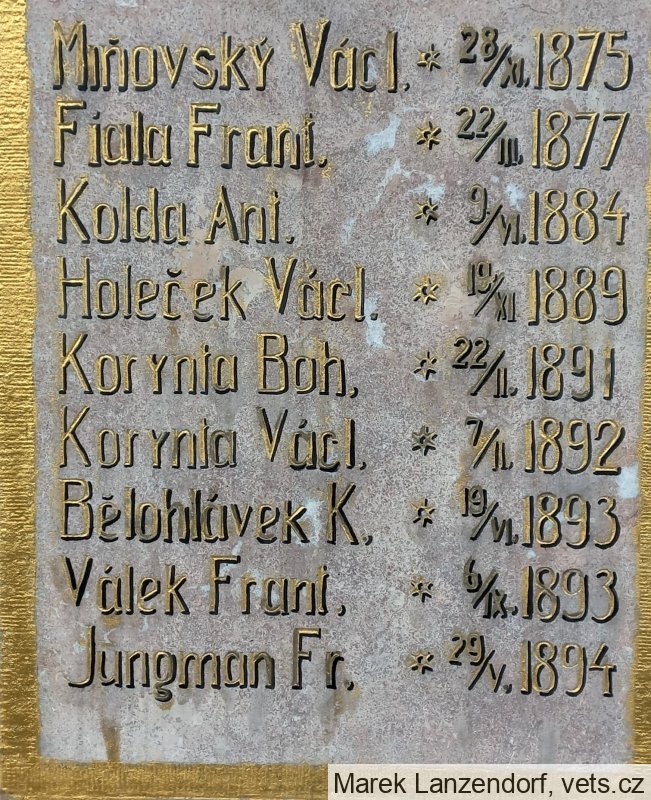 Miňovský Václ. * 28/XI. 1875
Fiala Frant. * 22/III. 1877
Kolda Ant. * 9./VI. 1884
Holeček Václ. * 19/XI 1889
Korynta Boh, * 22/II. 1891
Korynta Václ. * 7/II. 1892
Bělohlávek K, * 19/VI. 1893
Válek Frant, * 6/IX. 1893
Jungman Fr. * 29/V. 1894
Marek Lanzendorf, vets.cz